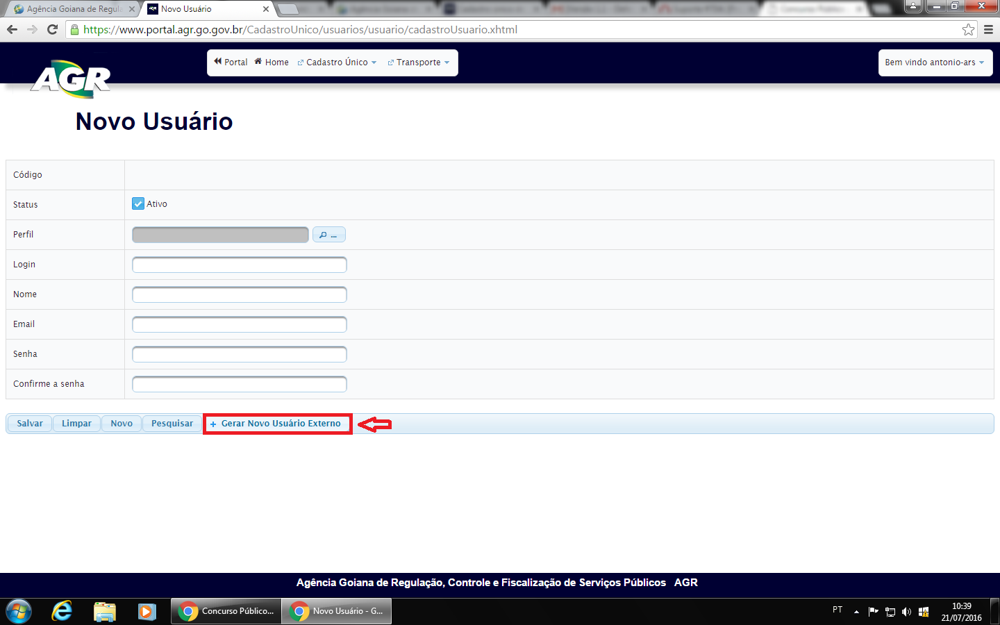 Agência Goiana de Regula
Novo Usuário
https://www.portal.agr.go.gov.br/CadastroUnico/usuarios/usuario/cadastroUsuario.xhtml
AGR
Portal Home Cadastro Único Transporte
Bem vindo antonio-ars
Novo Usuário
Código
Status Ativo
Perfil ...
Login
Nome
Email
Senha
Confirme a senha
Salvar Limpar Novo Pesquisar + Gerar Novo Usuário Externo
Agência Goiana de Regulação, Controle e Fiscalização de Serviços Públicos AGR
Concurso Público... Novo Usuário - G... PT 10:39
21/07/2016